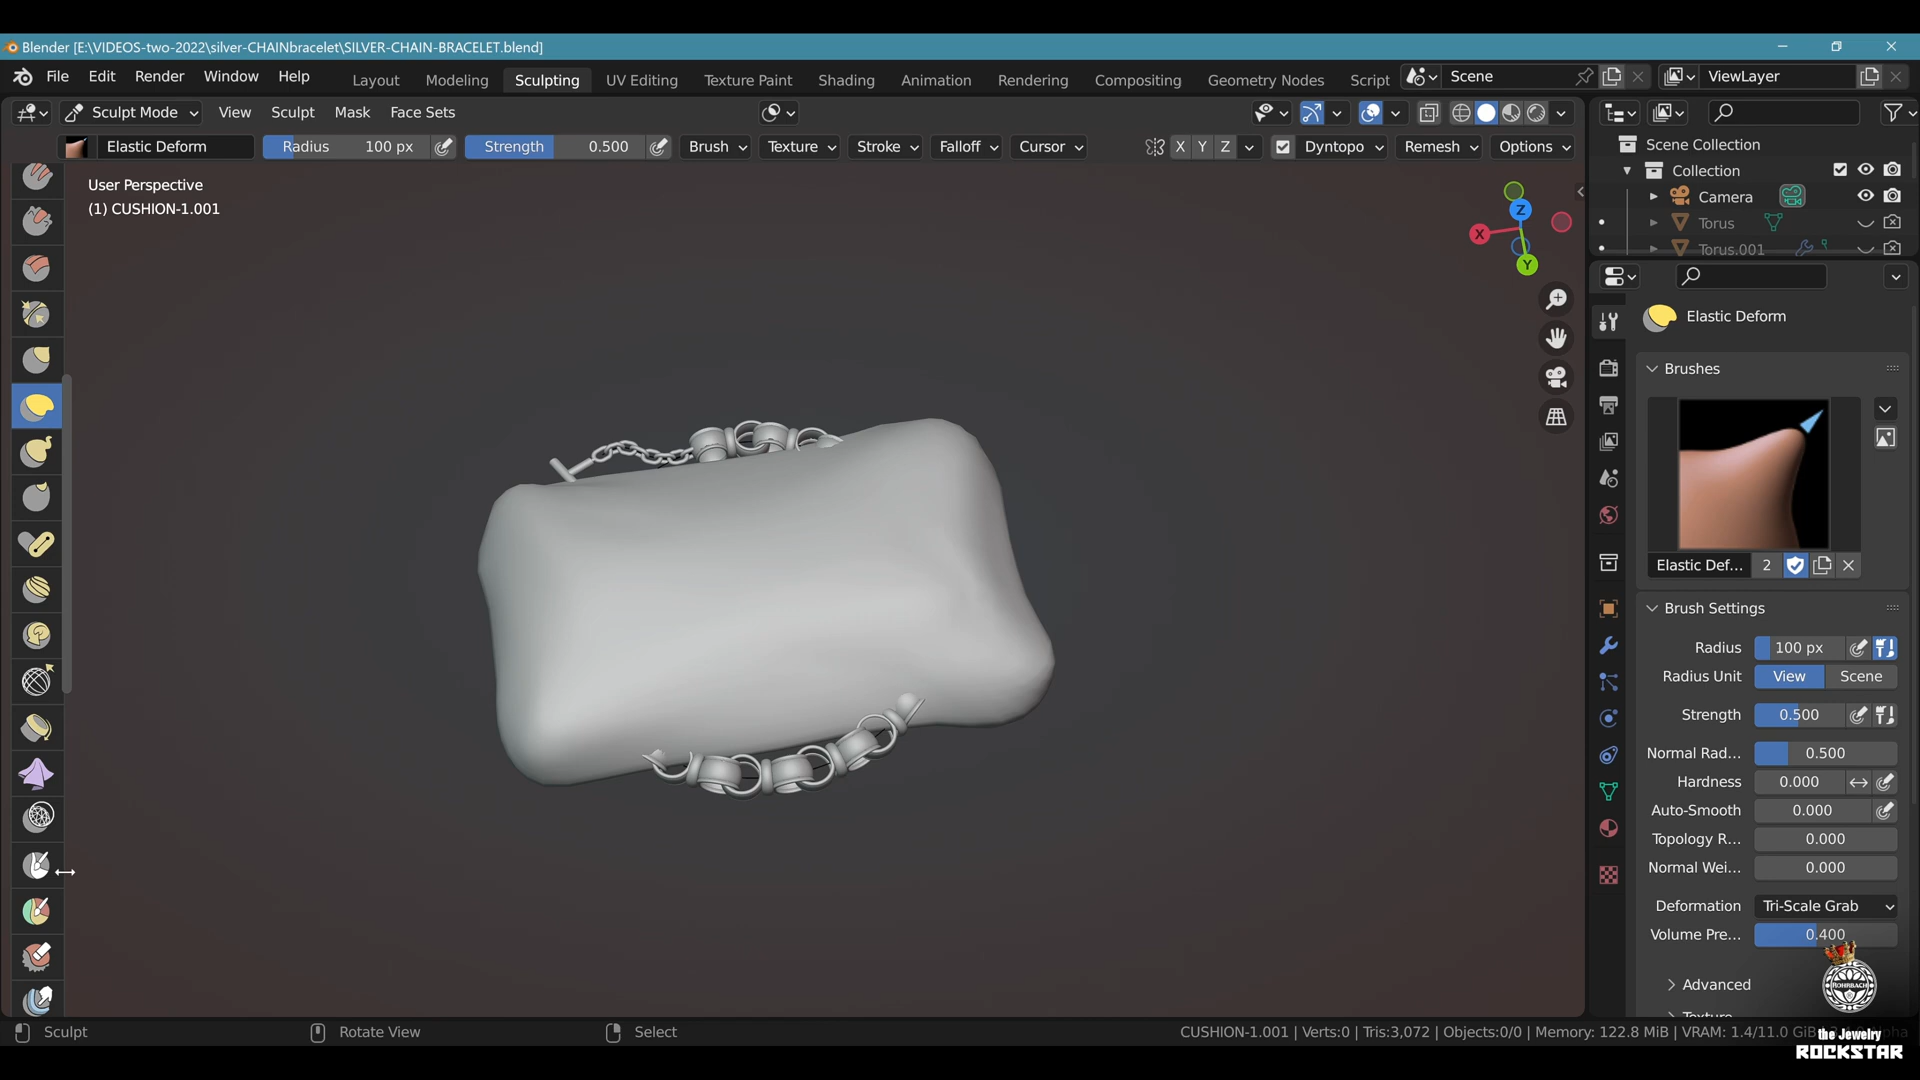 Blender [E:\VIDEOS-two-2022\silver-CHAINbracelet\SILVER-CHAIN-BRACELET.blend]
File Edit Render Window Help Layout Modeling Sculpting UV Editing Texture Paint Shading Animation Rendering Compositing Geometry Nodes Script Scene ViewLayer
Sculpt Mode View Sculpt Mask Face Sets
Elastic Deform Radius 100 px Strength 0.500 Brush Texture Stroke Falloff Cursor X Y Z Dyntopo Remesh Options
User Perspective
(1) CUSHION-1.001
Z
X
Y
Scene Collection
Collection
Camera
Torus
Torus.001
Elastic Deform
Brushes
Elastic Def... 2
Brush Settings
Radius 100 px
Radius Unit View Scene
Strength 0.500
Normal Rad... 0.500
Hardness 0.000
Auto-Smooth 0.000
Topology R... 0.000
Normal Wei... 0.000
Deformation Tri-Scale Grab
Volume Pre... 0.400
Advanced
Texture
ROHRBACH
Sculpt Rotate View Select CUSHION-1.001 | Verts:0 | Tris:3,072 | Objects:0/0 | Memory: 122.8 MiB | VRAM: 1.4/11.0 GiB
the Jewelry
ROCKSTAR